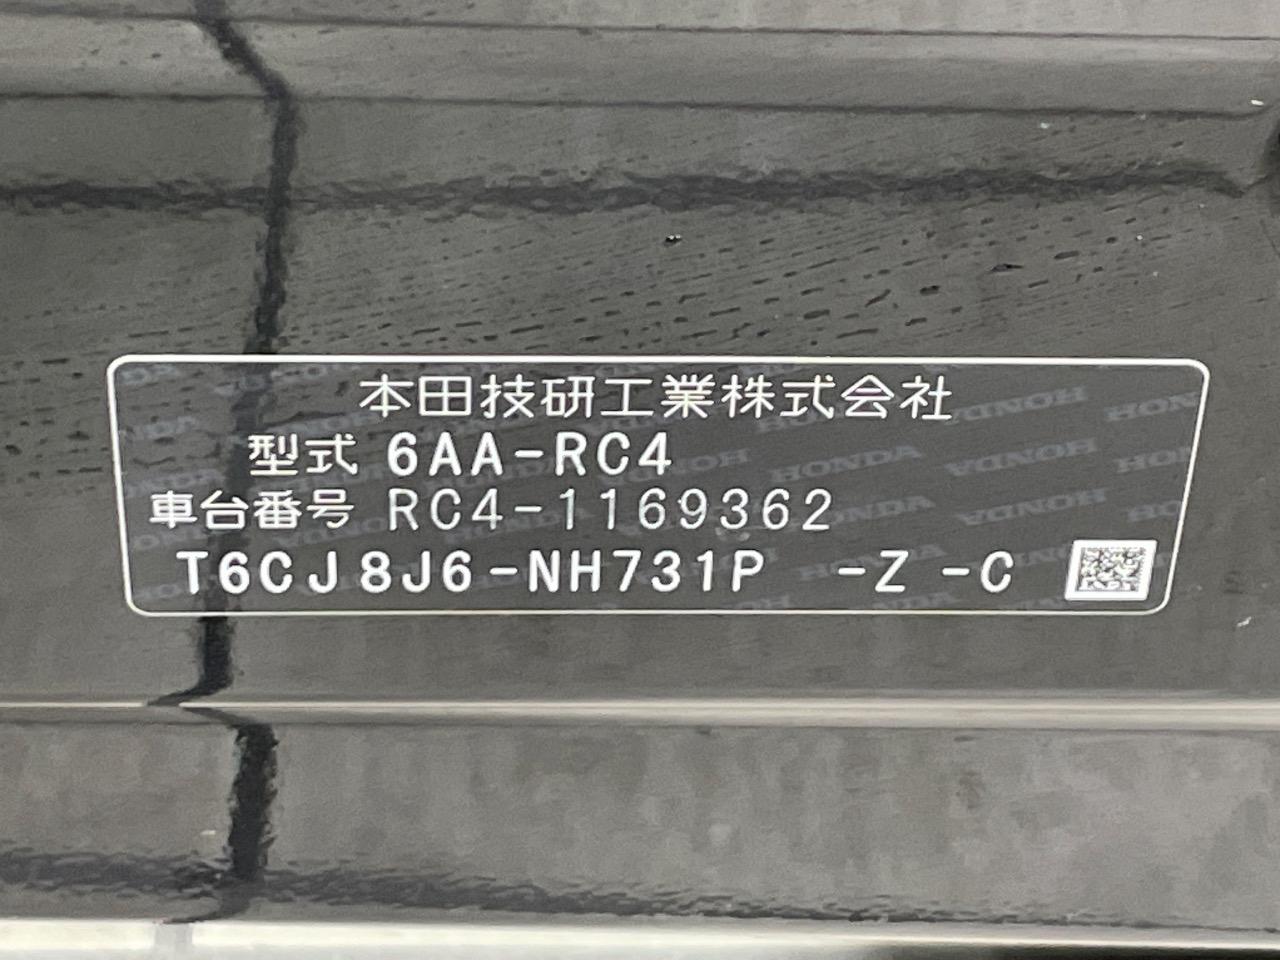 本田技研工業株式会社
型式 6AA-RC4
車台番号 RC4-1169362
T6CJ8J6-NH731P -Z -C